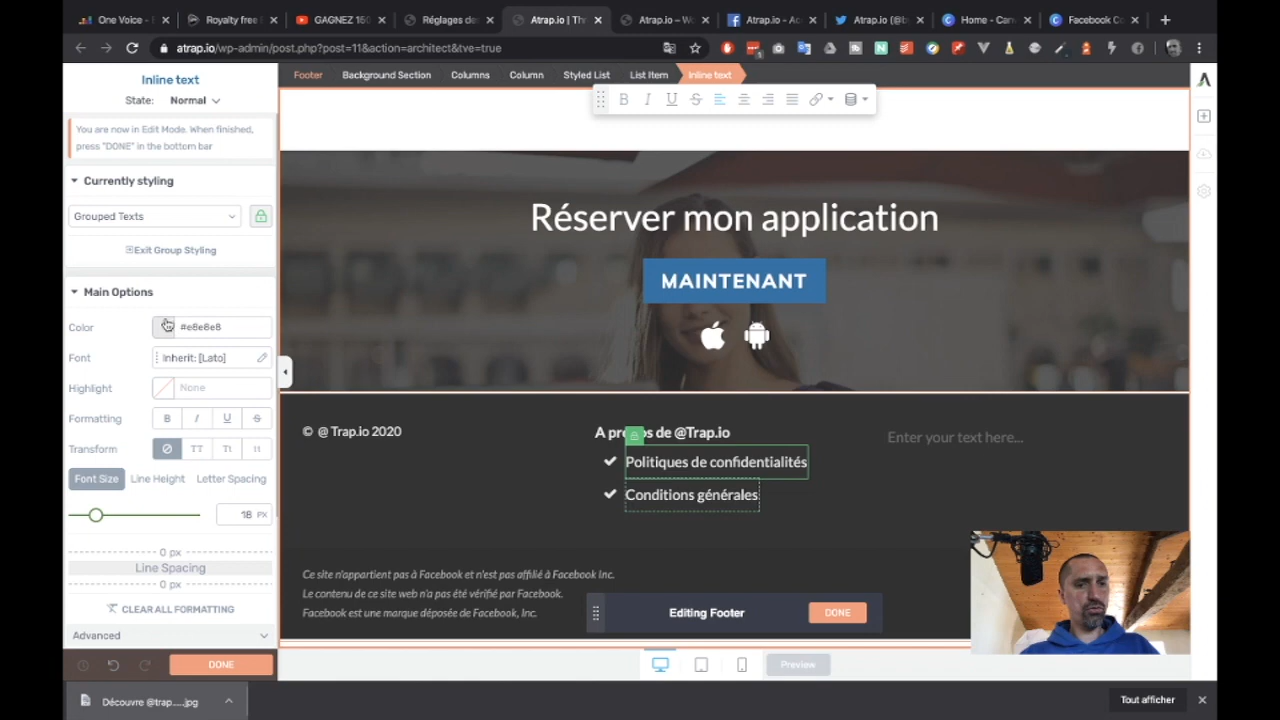 One Voice -
Royalty free
GAGNEZ 15
Réglages de
Atrap.io | Th
Atrap.io – W
Atrap.io -
Atrap.io (@b
Home - Can
Facebook Co
atrap.io/wp-admin/post.php?post=11&action=architect&tve=true
Inline text
State: Normal
You are now in Edit Mode. When finished,
press "DONE" in the bottom bar
Currently styling
Grouped Texts
Exit Group Styling
Main Options
Color #e8e8e8
Font Inherit: [Lato]
Highlight None
Formatting B I U S
Transform TT Tt tt
Font Size Line Height Letter Spacing
18 PX
0 px
Line Spacing
0 px
CLEAR ALL FORMATTING
Advanced
DONE
Footer Background Section Columns Column Styled List List Item Inline text
B I U S
Réserver mon application
MAINTENANT
© @Trap.io 2020
A pr os de @Trap.io
Politiques de confidentialités
Conditions générales
Enter your text here...
Ce site n'appartient pas à Facebook et n'est pas affilié à Facebook Inc.
Le contenu de ce site web n'a pas été vérifié par Facebook.
Facebook est une marque déposée de Facebook, Inc.
Editing Footer DONE
Preview
Découvre @trap....jpg
Tout afficher